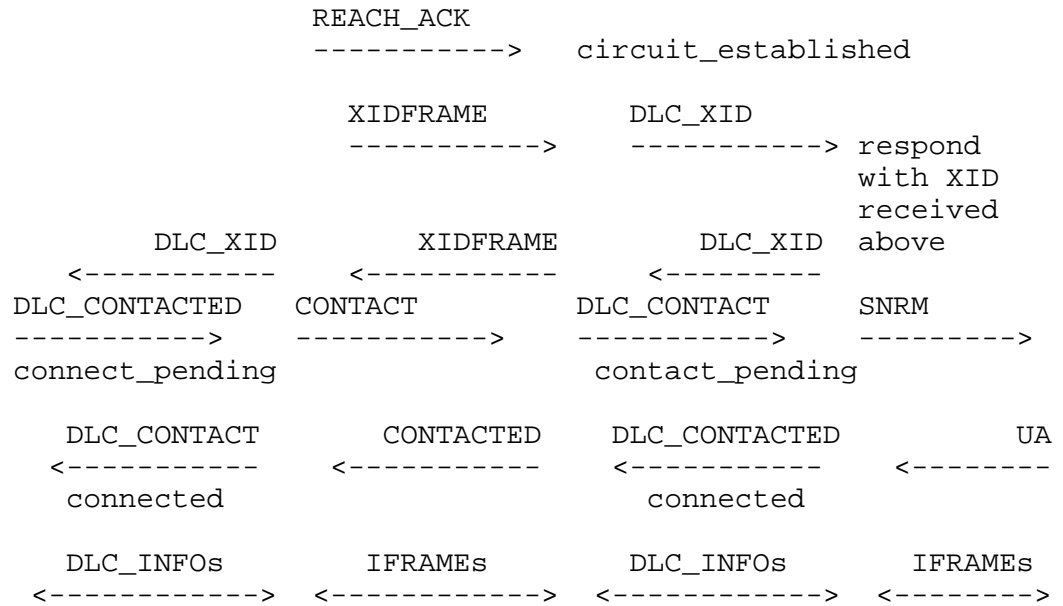 REACH_ACK
-----------> circuit_established
XIDFRAME DLC_XID
-----------> -----------> respond
with XID
received
DLC_XID XIDFRAME DLC_XID above
<----------- <----------- <---------
DLC_CONTACTED CONTACT DLC_CONTACT SNRM
-----------> -----------> -----------> --------->
connect_pending contact_pending
DLC_CONTACT CONTACTED DLC_CONTACTED UA
<----------- <----------- <----------- <--------
connected connected
DLC_INFOs IFRAMEs DLC_INFOs IFRAMEs
<------------> <------------> <------------> <-------->